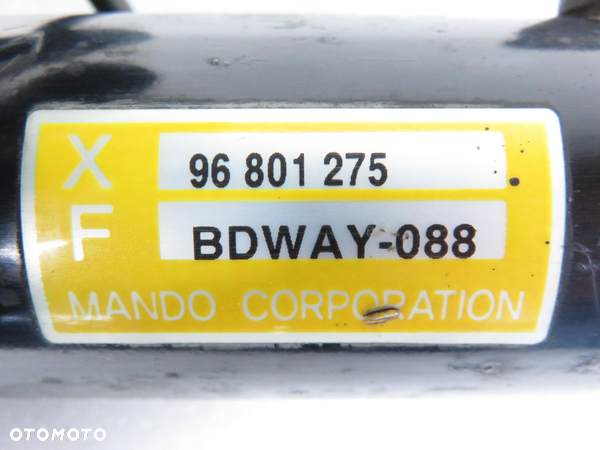 X 96 801 275
F BDWAY-088
MANDO CORPORATION
OTOMOTO